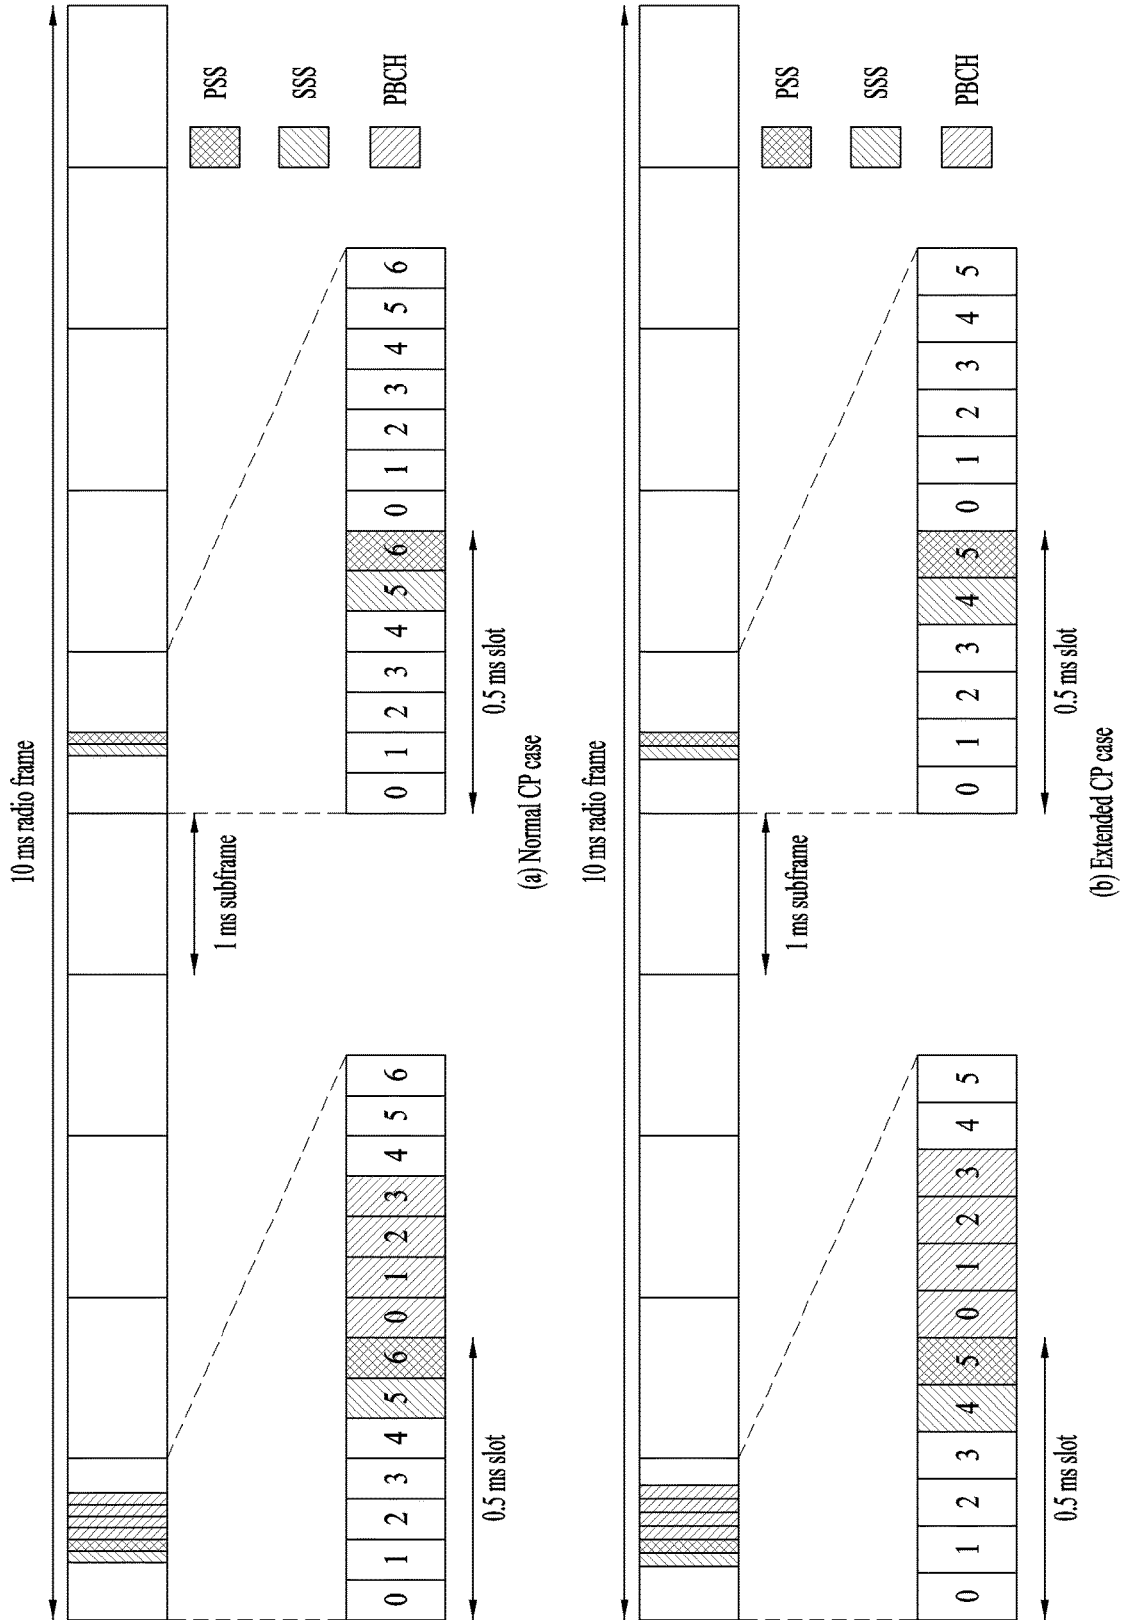 10 ms radio frame
1 ms subframe
PSS
SSS
PBCH
0 1 2 3 4 5 6 0 1 2 3 4 5 6
0 1 2 3 4 5 6 0 1 2 3 4 5 6
0.5 ms slot
0.5 ms slot
(a) Normal CP case
10 ms radio frame
1 ms subframe
PSS
SSS
PBCH
0 1 2 3 4 5 0 1 2 3 4 5
0 1 2 3 4 5 0 1 2 3 4 5
0.5 ms slot
0.5 ms slot
(b) Extended CP case